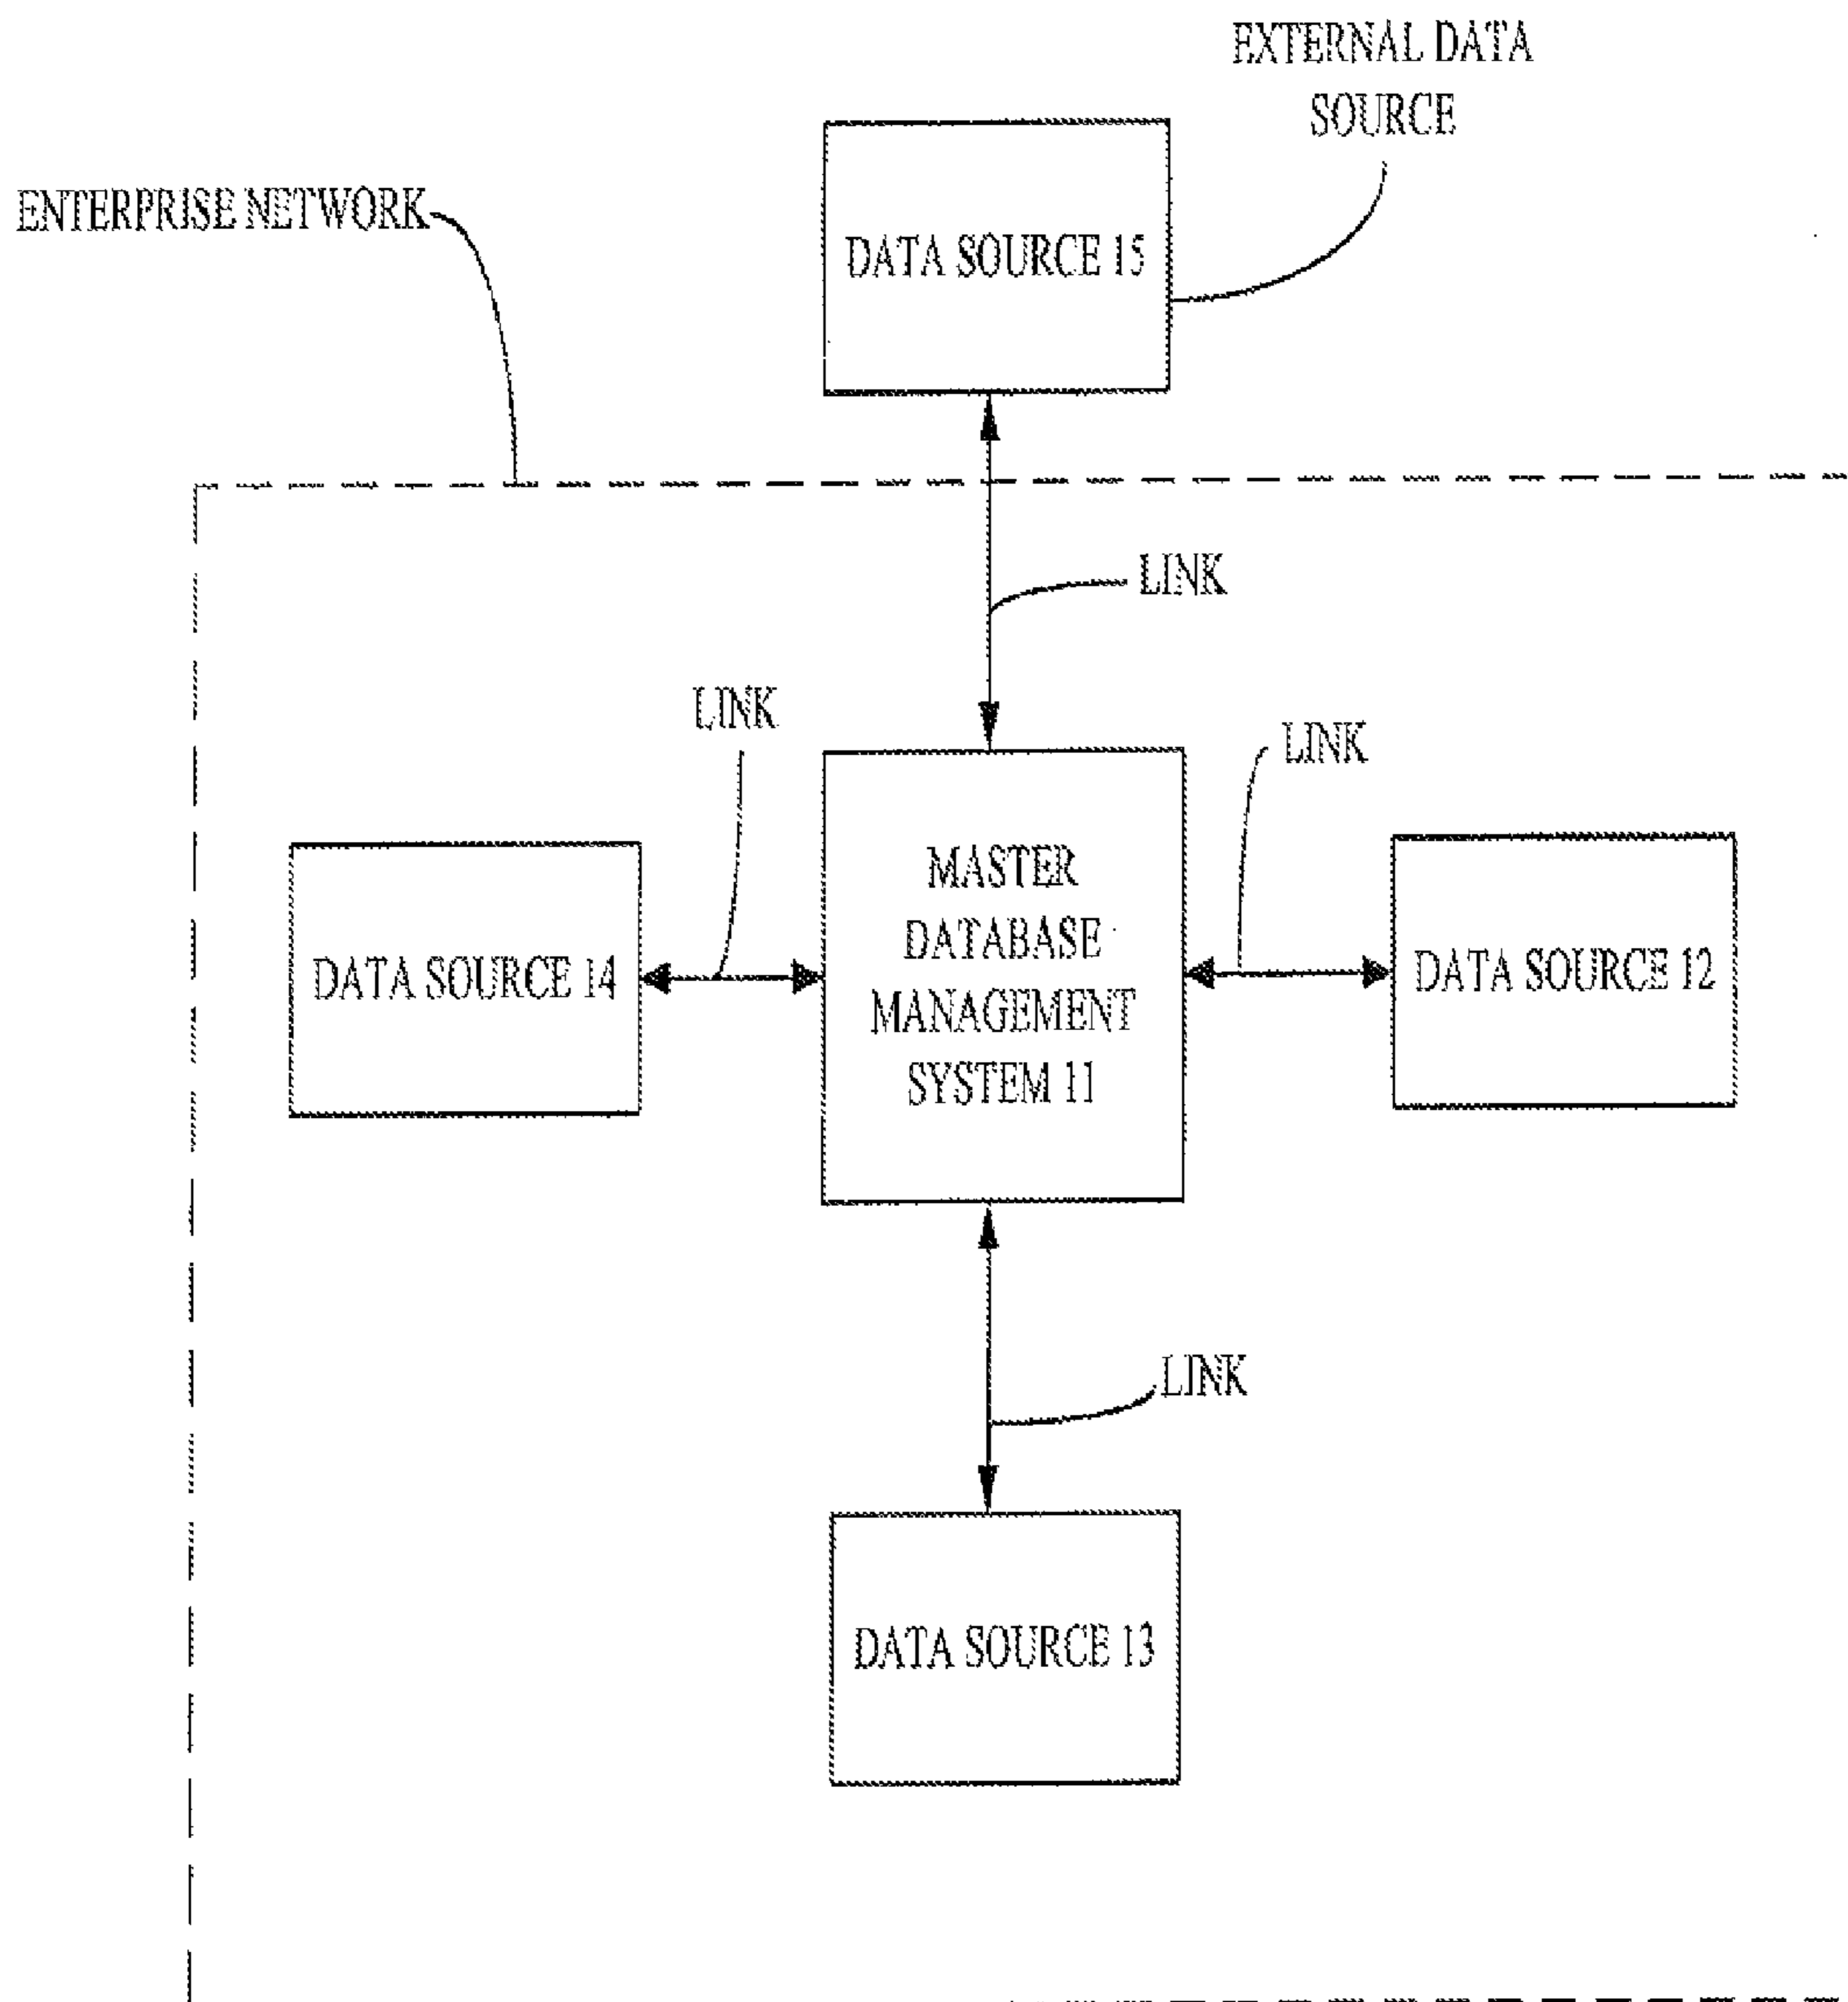 EXTERNAL DATA
SOURCE
ENTERPRISE NETWORK
DATA SOURCE 15
LINK
LINK
LINK
MASTER
DATABASE
MANAGEMENT
SYSTEM 11
DATA SOURCE 14
DATA SOURCE 12
LINK
DATA SOURCE 13